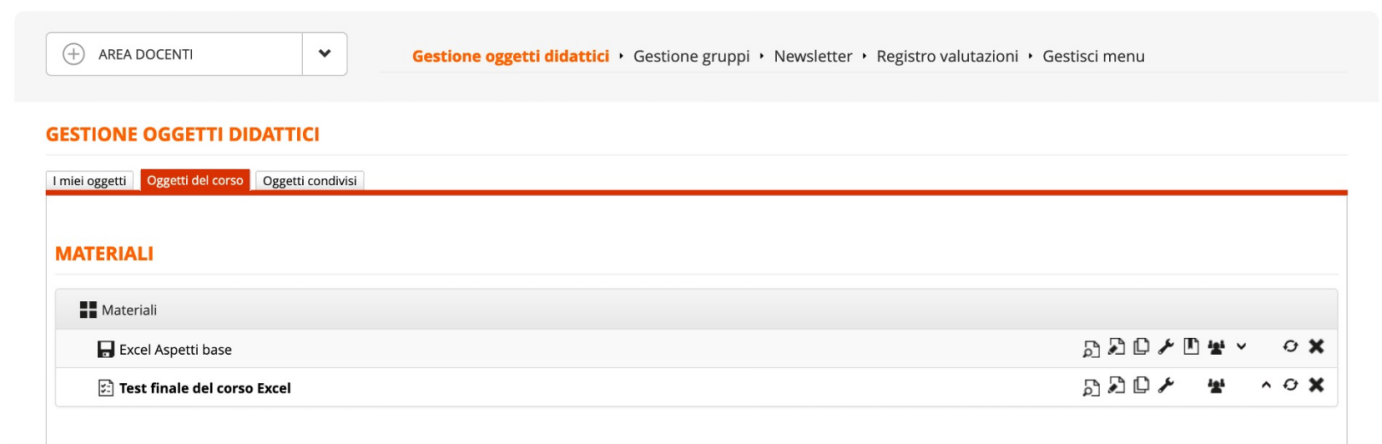 AREA DOCENTI
Gestione oggetti didattici • Gestione gruppi • Newsletter • Registro valutazioni • Gestisci menu
GESTIONE OGGETTI DIDATTICI
I miei oggetti Oggetti del corso Oggetti condivisi
MATERIALI
Materiali
Excel Aspetti base
Test finale del corso Excel